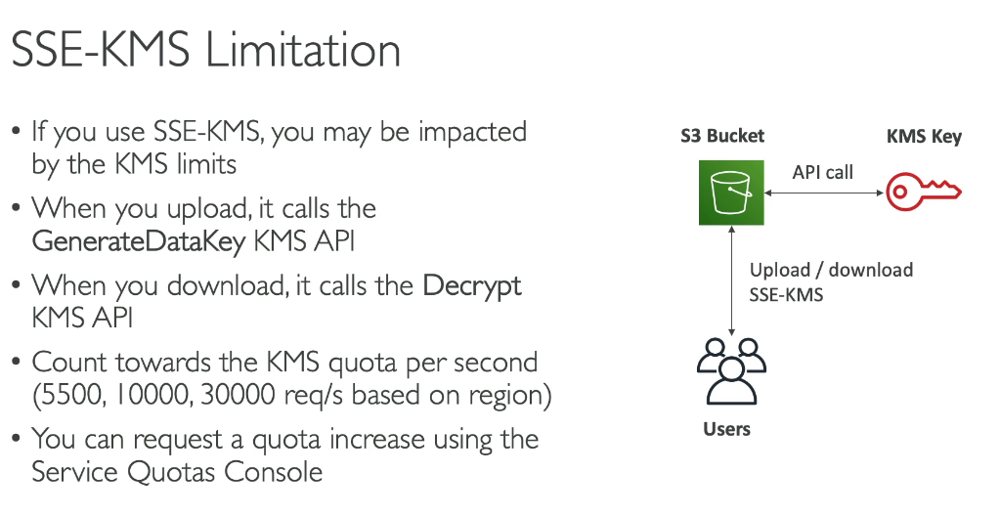 SSE-KMS Limitation
• If you use SSE-KMS, you may be impacted
by the KMS limits
• When you upload, it calls the
GenerateDataKey KMS API
• When you download, it calls the Decrypt
KMS API
• Count towards the KMS quota per second
(5500, 10000, 30000 req/s based on region)
• You can request a quota increase using the
Service Quotas Console
S3 Bucket
KMS Key
API call
Upload / download
SSE-KMS
Users